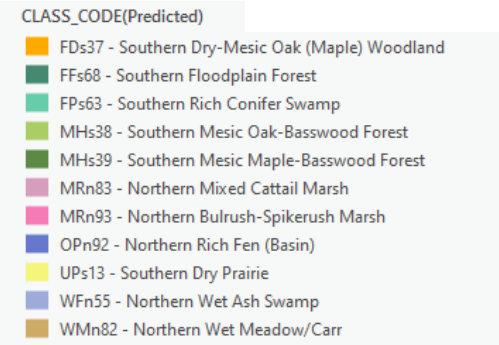 CLASS_CODE(Predicted)
FDs37 - Southern Dry-Mesic Oak (Maple) Woodland
FFs68 - Southern Floodplain Forest
FPs63 - Southern Rich Conifer Swamp
MHs38 - Southern Mesic Oak-Basswood Forest
MHs39 - Southern Mesic Maple-Basswood Forest
MRn83 - Northern Mixed Cattail Marsh
MRn93 - Northern Bulrush-Spikerush Marsh
OPn92 - Northern Rich Fen (Basin)
UPs13 - Southern Dry Prairie
WFn55 - Northern Wet Ash Swamp
WMn82 - Northern Wet Meadow/Carr